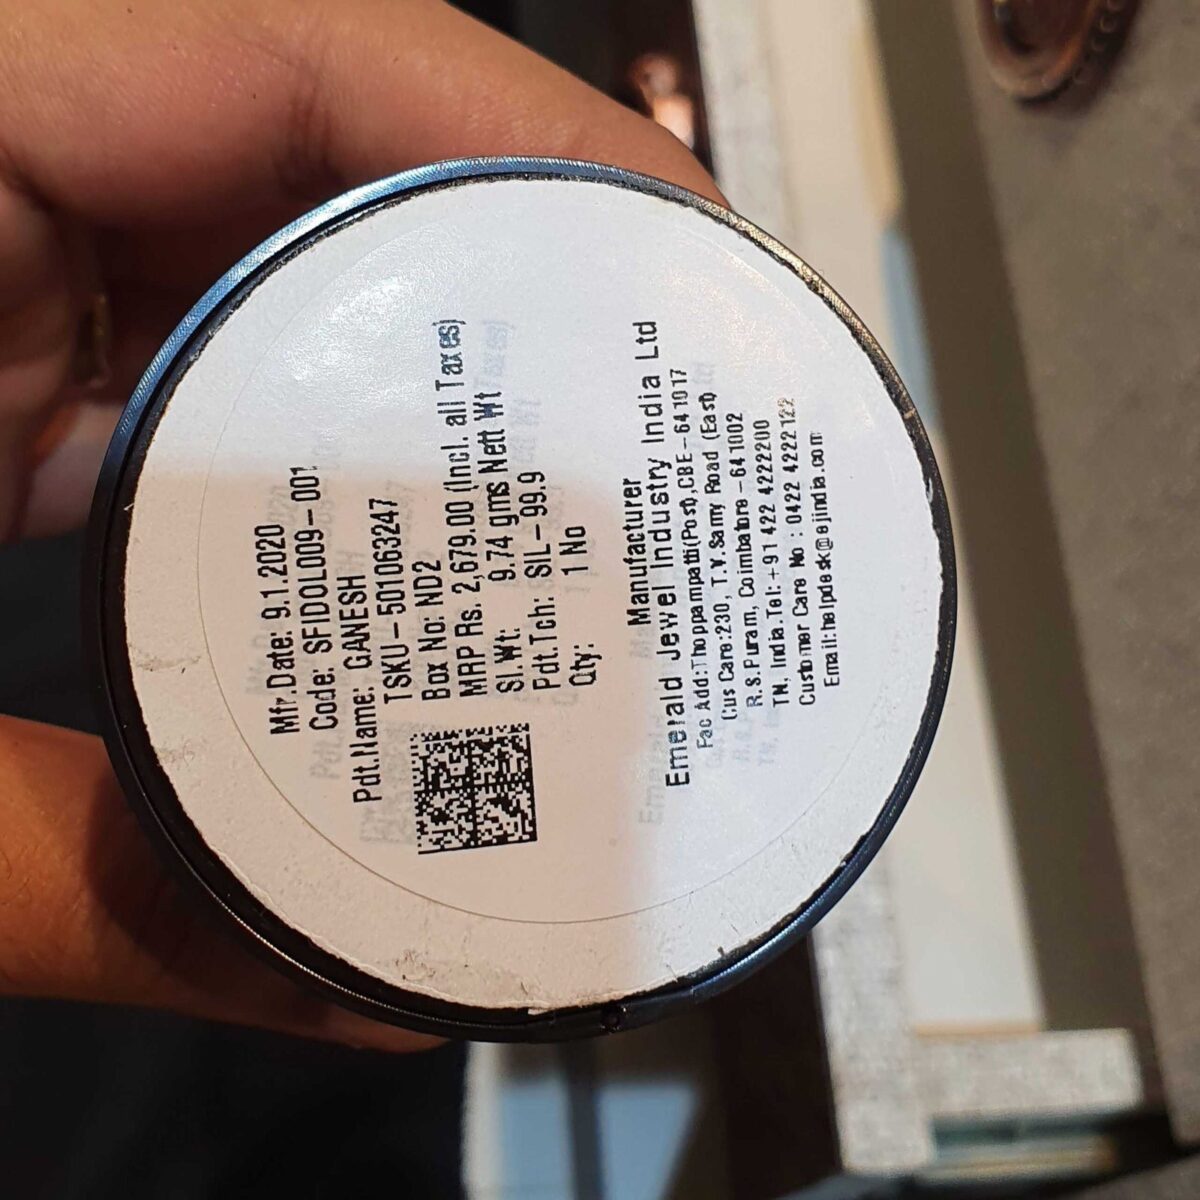 Mfr.Date: 9.1.2020
Code: SFIDOL009-001
Pdt.Name: GANESH
TSKU-501063247
Box No: ND2
MRP Rs. 2,679.00 (Incl. all Taxes)
Sl.Wt: 9.74 gms Nett Wt
Pdt.Tch: SIL-99.9
Qty: 1 No
Manufacturer
Emerald Jewel Industry India Ltd
Fac Add:Thoppampatti(Post),CBE-641017
Cus Care:230, T.V.Samy Road (East)
R.S.Puram, Coimbatore-641002
TN, India.Tel:+91 422 4222200
Customer Care No : 0422 4222122
Email:helpdesk@ejindia.com